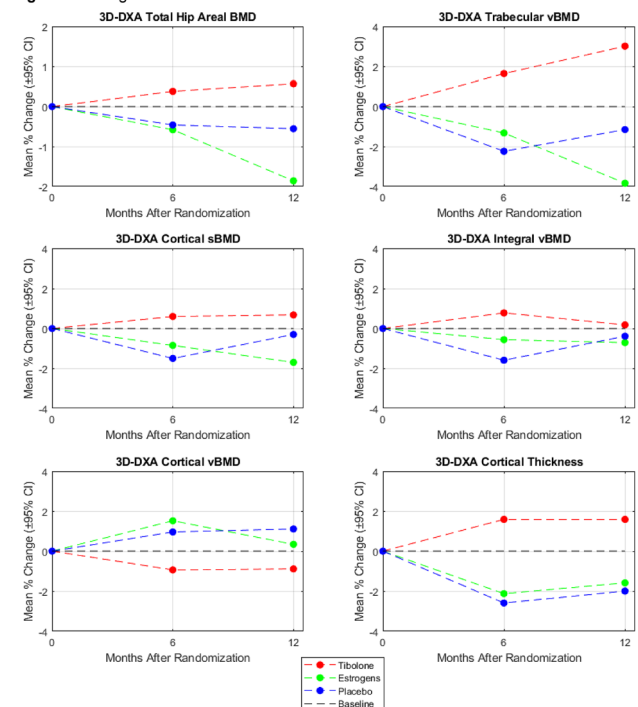 3D-DXA Total Hip Areal BMD
Mean % Change (±95% CI)
2
1
0
-1
-2
0 6 12
Months After Randomization
3D-DXA Trabecular vBMD
Mean % Change (±95% CI)
4
2
0
-2
-4
0 6 12
Months After Randomization
3D-DXA Cortical sBMD
Mean % Change (±95% CI)
4
2
0
-2
-4
0 6 12
Months After Randomization
3D-DXA Integral vBMD
Mean % Change (±95% CI)
4
2
0
-2
-4
0 6 12
Months After Randomization
3D-DXA Cortical vBMD
Mean % Change (±95% CI)
4
2
0
-2
-4
0 6 12
Months After Randomization
3D-DXA Cortical Thickness
Mean % Change (±95% CI)
4
2
0
-2
-4
0 6 12
Months After Randomization
Tibolone
Estrogens
Placebo
Baseline